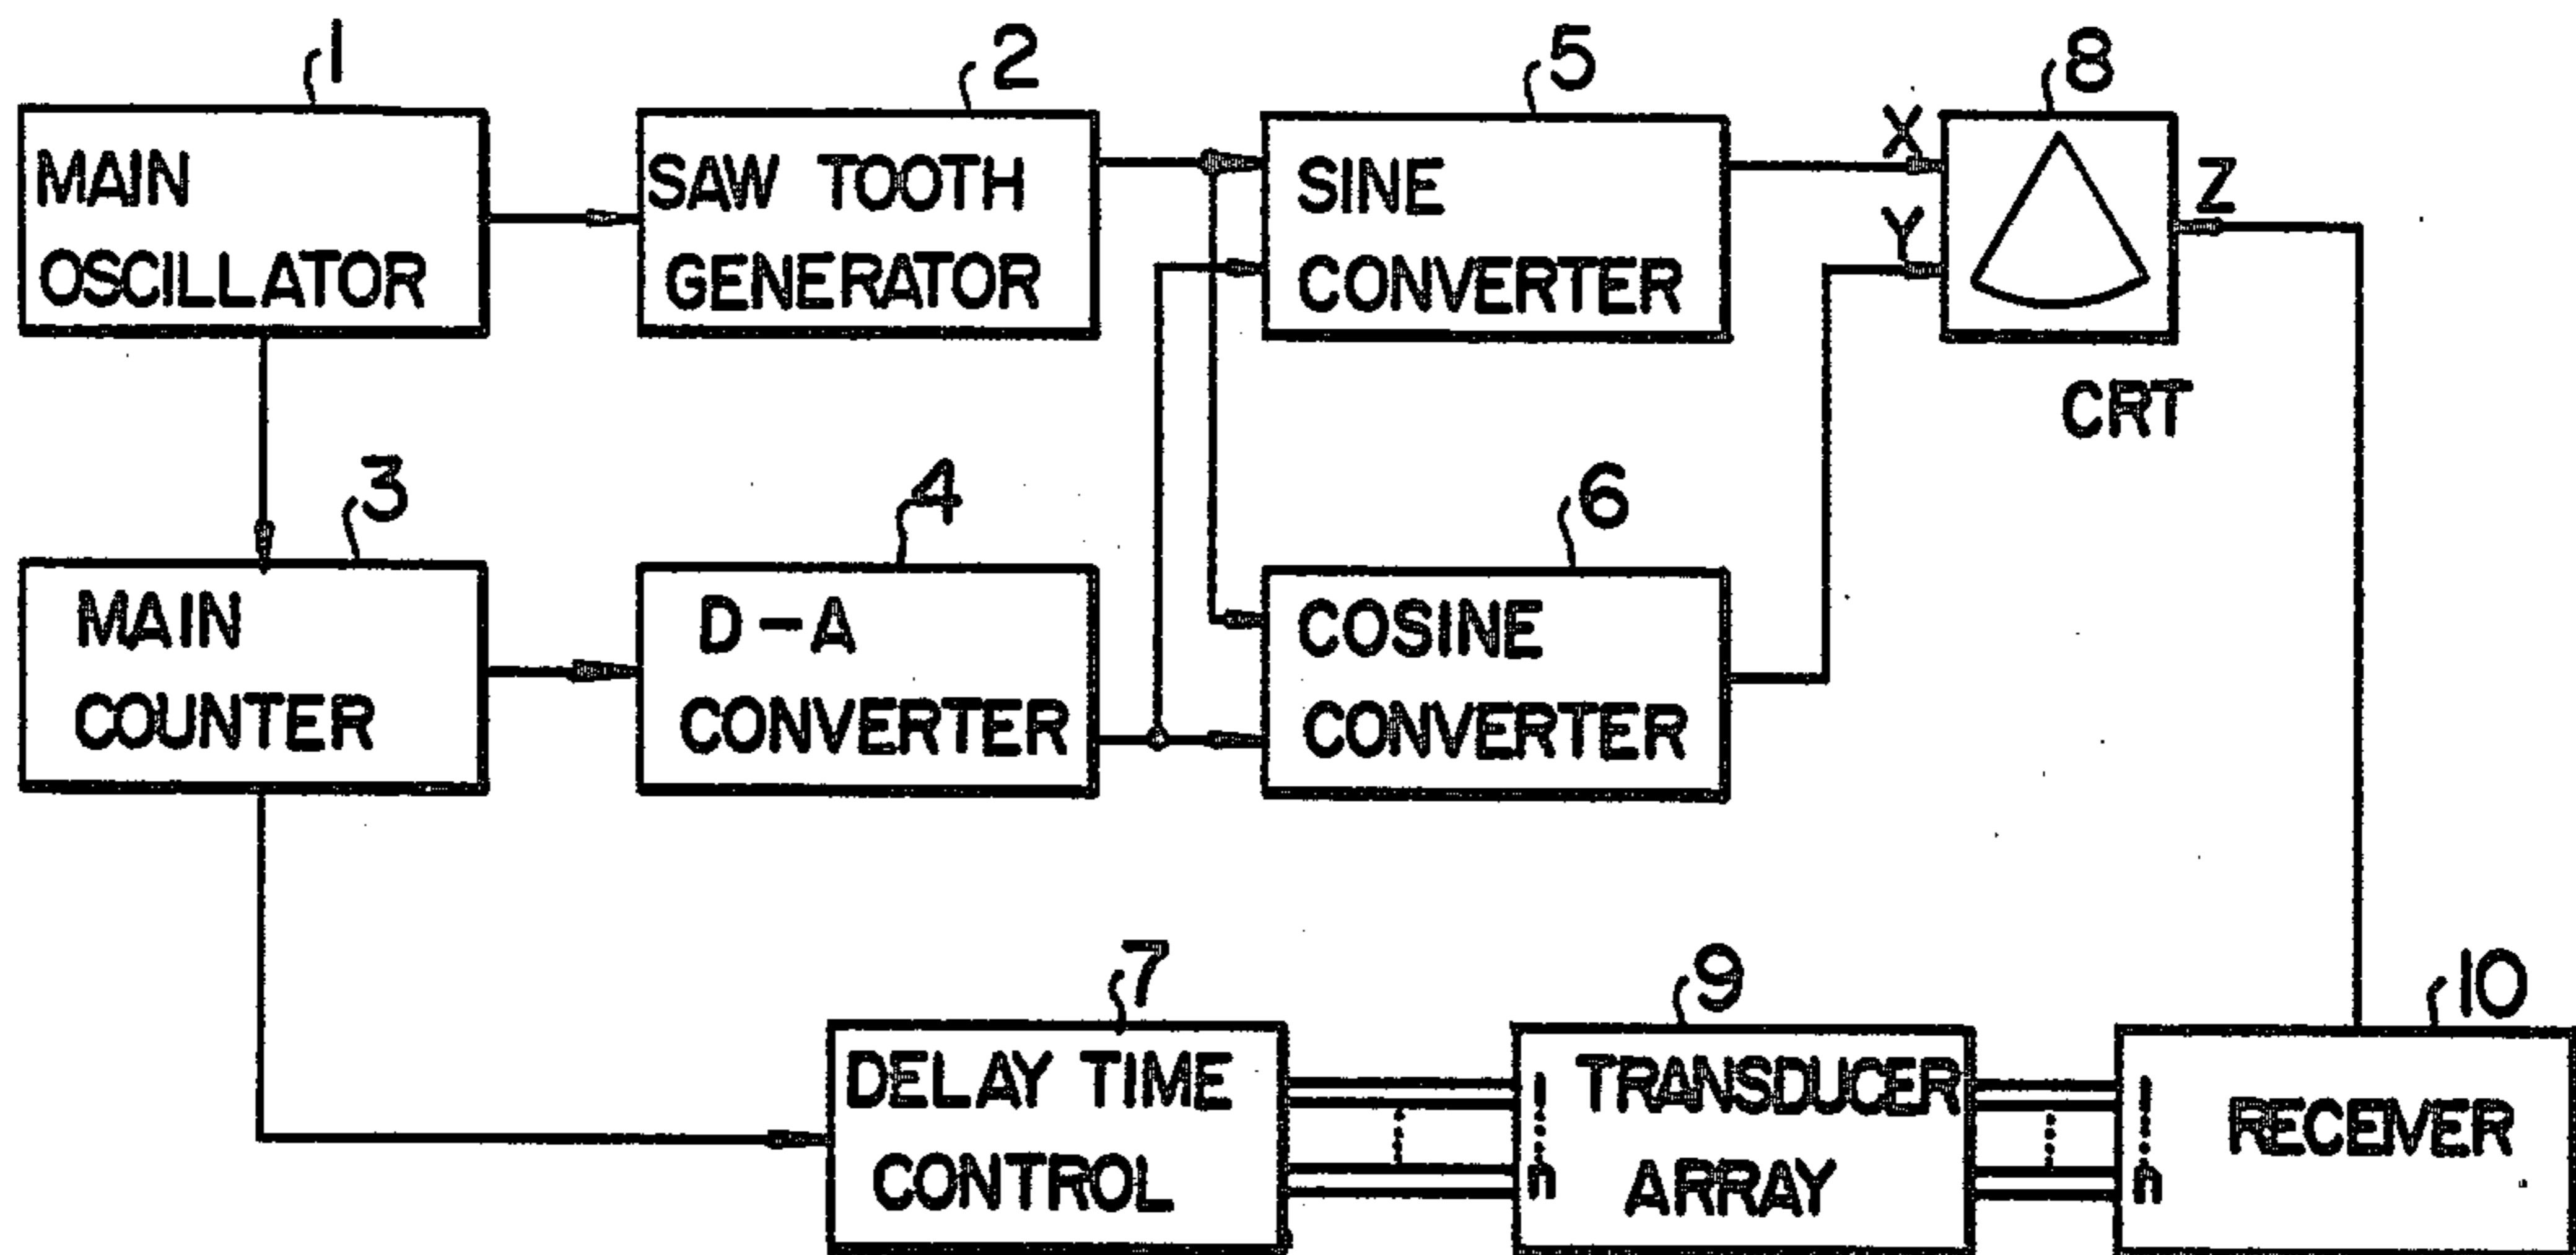 1
MAIN
OSCILLATOR
2
SAW TOOTH
GENERATOR
5
SINE
CONVERTER
8
X
Y
Z
CRT
3
MAIN
COUNTER
4
D-A
CONVERTER
6
COSINE
CONVERTER
7
DELAY TIME
CONTROL
9
1
n
TRANSDUCER
ARRAY
10
1
n
RECEIVER